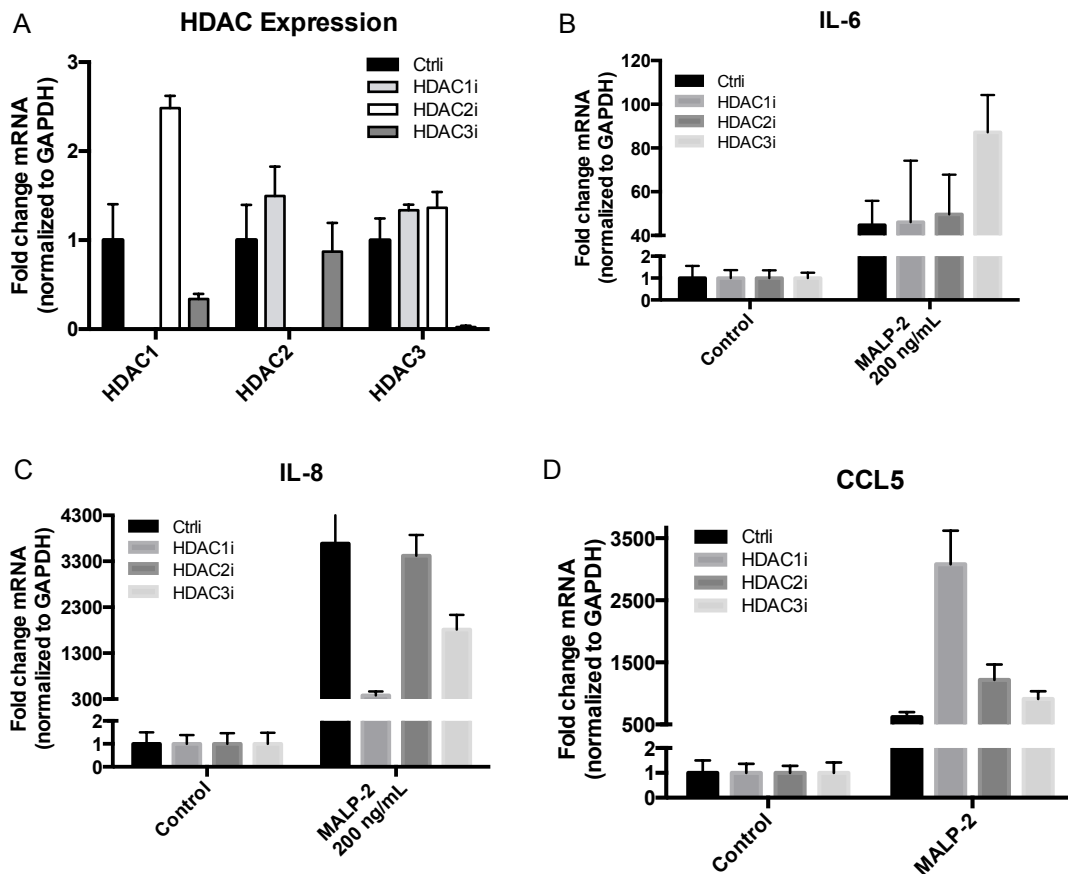 A
HDAC Expression
Fold change mRNA
(normalized to GAPDH)
3
2
1
0
Ctrli
HDAC1i
HDAC2i
HDAC3i
HDAC1
HDAC2
HDAC3
B
IL-6
Fold change mRNA
(normalized to GAPDH)
120
100
80
60
40
2
1
0
Ctrli
HDAC1i
HDAC2i
HDAC3i
Control
MALP-2
200 ng/mL
C
IL-8
Fold change mRNA
(normalized to GAPDH)
4300
3300
2300
1300
300
2
1
0
Ctrli
HDAC1i
HDAC2i
HDAC3i
Control
MALP-2
200 ng/mL
D
CCL5
Fold change mRNA
(normalized to GAPDH)
3500
2500
1500
500
2
1
0
Ctrli
HDAC1i
HDAC2i
HDAC3i
Control
MALP-2